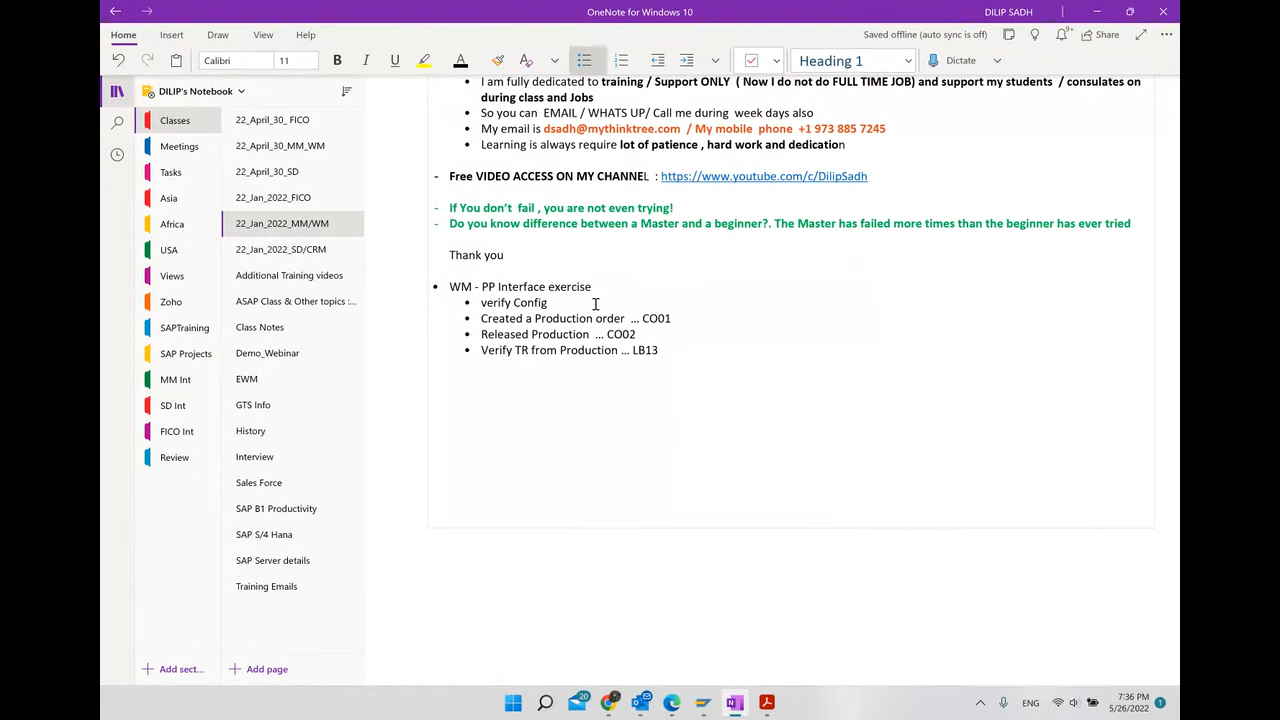 OneNote for Windows 10
DILIP SADH
Home Insert Draw View Help
Saved offline (auto sync is off)
Share
Calibri 11 B I U A Heading 1 Dictate
DILIP's Notebook
Classes
Meetings
Tasks
Asia
Africa
USA
Views
Zoho
SAPTraining
SAP Projects
MM Int
SD Int
FICO Int
Review
Add sect...
22_April_30_ FICO
22_April_30_MM_WM
22_April_30_SD
22_Jan_2022_FICO
22_Jan_2022_MM/WM
22_Jan_2022_SD/CRM
Additional Training videos
ASAP Class & Other topics :...
Class Notes
Demo_Webinar
EWM
GTS Info
History
Interview
Sales Force
SAP B1 Productivity
SAP S/4 Hana
SAP Server details
Training Emails
Add page
• I am fully dedicated to training / Support ONLY ( Now I do not do FULL TIME JOB) and support my students / consulates on
during class and Jobs
• So you can EMAIL / WHATS UP/ Call me during week days also
• My email is dsadh@mythinktree.com / My mobile phone +1 973 885 7245
• Learning is always require lot of patience , hard work and dedication
- Free VIDEO ACCESS ON MY CHANNEL : https://www.youtube.com/c/DilipSadh
- If You don't fail , you are not even trying!
- Do you know difference between a Master and a beginner?. The Master has failed more times than the beginner has ever tried
Thank you
• WM - PP Interface exercise
• verify Config
• Created a Production order ... CO01
• Released Production ... CO02
• Verify TR from Production ... LB13
20
ENG
7:36 PM
5/26/2022
1